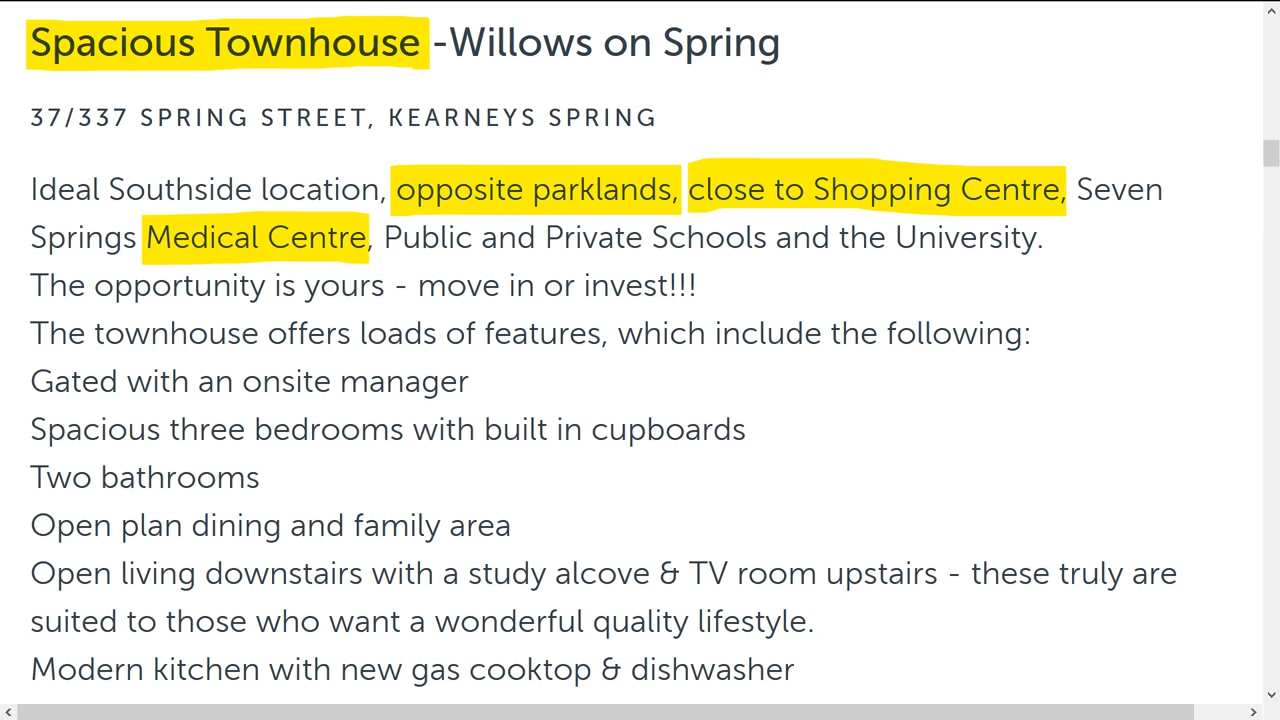 Spacious Townhouse -Willows on Spring
37/337 SPRING STREET, KEARNEYS SPRING
Ideal Southside location, opposite parklands, close to Shopping Centre, Seven
Springs Medical Centre, Public and Private Schools and the University.
The opportunity is yours - move in or invest!!!
The townhouse offers loads of features, which include the following:
Gated with an onsite manager
Spacious three bedrooms with built in cupboards
Two bathrooms
Open plan dining and family area
Open living downstairs with a study alcove & TV room upstairs - these truly are
suited to those who want a wonderful quality lifestyle.
Modern kitchen with new gas cooktop & dishwasher